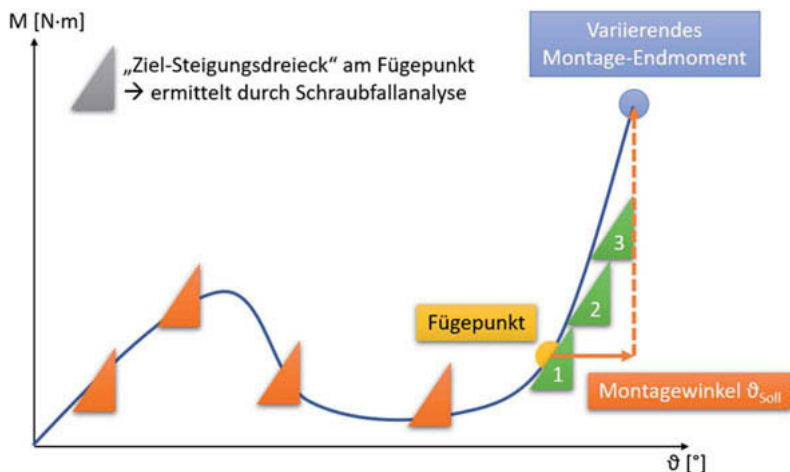 M [N·m]
„Ziel-Steigungsdreieck“ am Fügepunkt
→ ermittelt durch Schraubfallanalyse
Variierendes
Montage-Endmoment
3
2
Fügepunkt
1
Montagewinkel ϑSoll
ϑ [°]